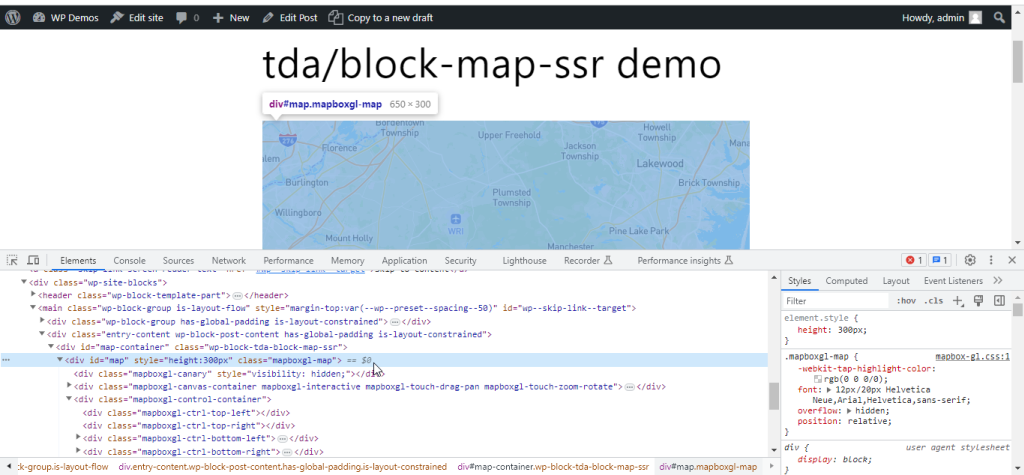 WP Demos Edit site 0 New Edit Post Copy to a new draft Howdy, admin
tda/block-map-ssr demo
div#map.mapboxgl-map 650 × 300
Bordentown
Township
Upper Freehold
Howell
Township
Florence
Jackson
Township
Mana
alem
Lakewood
Burlington
Plumsted
Township
Brick Township
Willingboro
WRI
Pine Lake Park
Mount Holly
Manchester
Elements Console Sources Network Performance Memory Application Security Lighthouse Recorder Performance insights 1 1
<div class="wp-site-blocks">
<header class="wp-block-template-part"> </header>
<main class="wp-block-group is-layout-flow" style="margin-top:var(--wp--preset--spacing--50)" id="wp--skip-link--target">
<div class="wp-block-group has-global-padding is-layout-constrained"> </div>
<div class="entry-content wp-block-post-content has-global-padding is-layout-constrained">
<div id="map-container" class="wp-block-tda-block-map-ssr">
<div id="map" style="height:300px" class="mapboxgl-map"> == $0
<div class="mapboxgl-canary" style="visibility: hidden;"></div>
<div class="mapboxgl-canvas-container mapboxgl-interactive mapboxgl-touch-drag-pan mapboxgl-touch-zoom-rotate"> </div>
<div class="mapboxgl-control-container">
<div class="mapboxgl-ctrl-top-left"></div>
<div class="mapboxgl-ctrl-top-right"></div>
<div class="mapboxgl-ctrl-bottom-left"> </div>
<div class="mapboxgl-ctrl-bottom-right"> </div>
ck-group.is-layout-flow div.entry-content.wp-block-post-content.has-global-padding.is-layout-constrained div#map-container.wp-block-tda-block-map-ssr div#map.mapboxgl-map
Styles Computed Layout Event Listeners
Filter :hov .cls
element.style {
height: 300px;
}
.mapboxgl-map { mapbox-gl.css:1
-webkit-tap-highlight-color:
rgb(0 0 0/0);
font: 12px/20px Helvetica
Neue,Arial,Helvetica,sans-serif;
overflow: hidden;
position: relative;
}
div { user agent stylesheet
display: block;